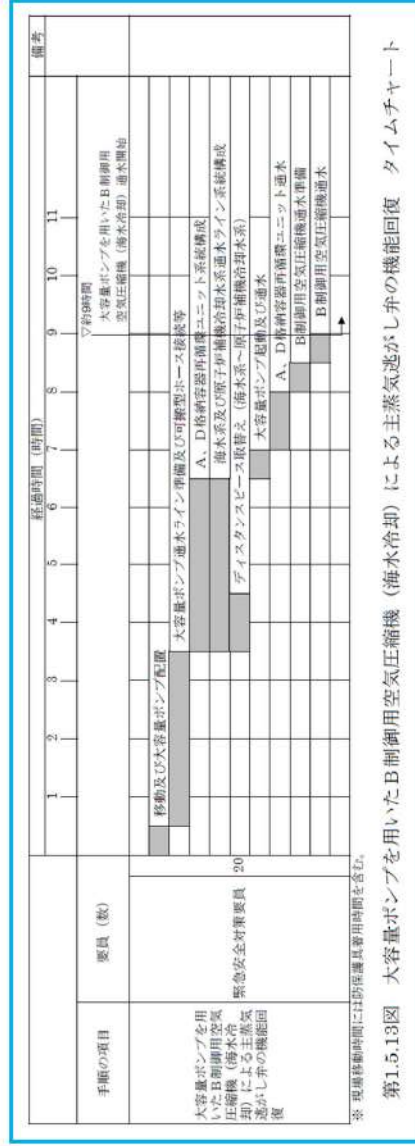 経過時間（時間）
備考
手順の項目
要員（数）
1 2 3 4 5 6 7 8 9 10 11
▽約9時間
大容量ポンプを用いたＢ制御用
空気圧縮機（海水冷却）通水開始
大容量ポンプを用
いたＢ制御用空気
圧縮機（海水冷
却）による主蒸気
逃がし弁の機能回
復
緊急安全対策要員
20
移動及び大容量ポンプ配置
大容量ポンプ通水ライン準備及び可搬型ホース接続等
Ａ、Ｄ格納容器再循環ユニット系統構成
海水系及び原子炉補機冷却水系通水ライン系統構成
ディスタンスピース取替え（海水系～原子炉補機冷却水系）
大容量ポンプ起動及び通水
Ａ、Ｄ格納容器再循環ユニット通水
Ｂ制御用空気圧縮機通水準備
Ｂ制御用空気圧縮機通水
※ 現場移動時間には防保護具着用時間を含む。
第1.5.13図 大容量ポンプを用いたＢ制御用空気圧縮機（海水冷却）による主蒸気逃がし弁の機能回復 タイムチャート